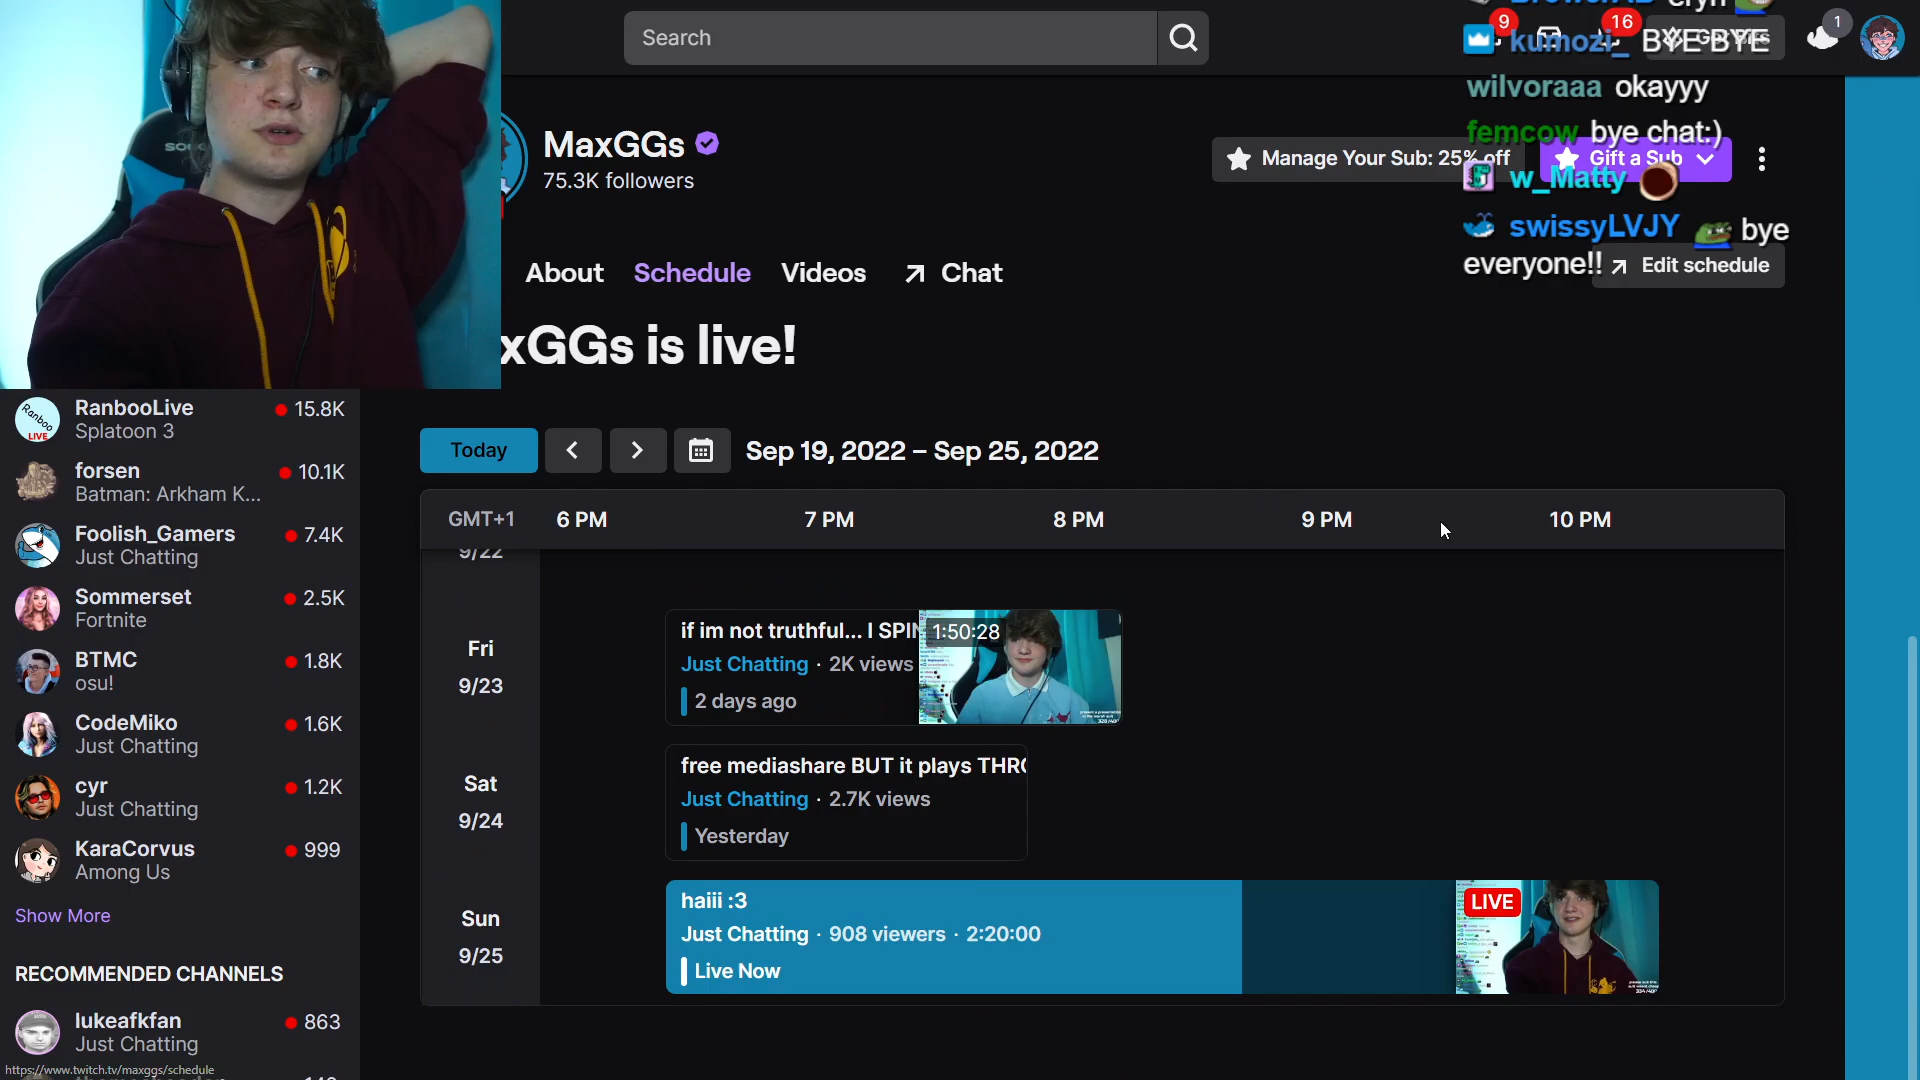 Search
9
16
1
kumozi_ BYE BYE
wilvoraaa okayyy
femcow bye chat:)
w_Matty
swissyLVJY bye
everyone!!
MaxGGs
75.3K followers
Manage Your Sub: 25% off
Gift a Sub
About Schedule Videos Chat
Edit schedule
xGGs is live!
Today
Sep 19, 2022 – Sep 25, 2022
GMT+1 6 PM 7 PM 8 PM 9 PM 10 PM
9/22
Fri
9/23
if im not truthful... I SPIN
Just Chatting · 2K views
2 days ago
1:50:28
Sat
9/24
free mediashare BUT it plays THRO
Just Chatting · 2.7K views
Yesterday
Sun
9/25
haiii :3
Just Chatting · 908 viewers · 2:20:00
Live Now
LIVE
RanbooLive 15.8K
Splatoon 3
Ranboo
LIVE
forsen 10.1K
Batman: Arkham K...
Foolish_Gamers 7.4K
Just Chatting
Sommerset 2.5K
Fortnite
BTMC 1.8K
osu!
CodeMiko 1.6K
Just Chatting
cyr 1.2K
Just Chatting
KaraCorvus 999
Among Us
Show More
RECOMMENDED CHANNELS
lukeafkfan 863
Just Chatting
https://www.twitch.tv/maxggs/schedule